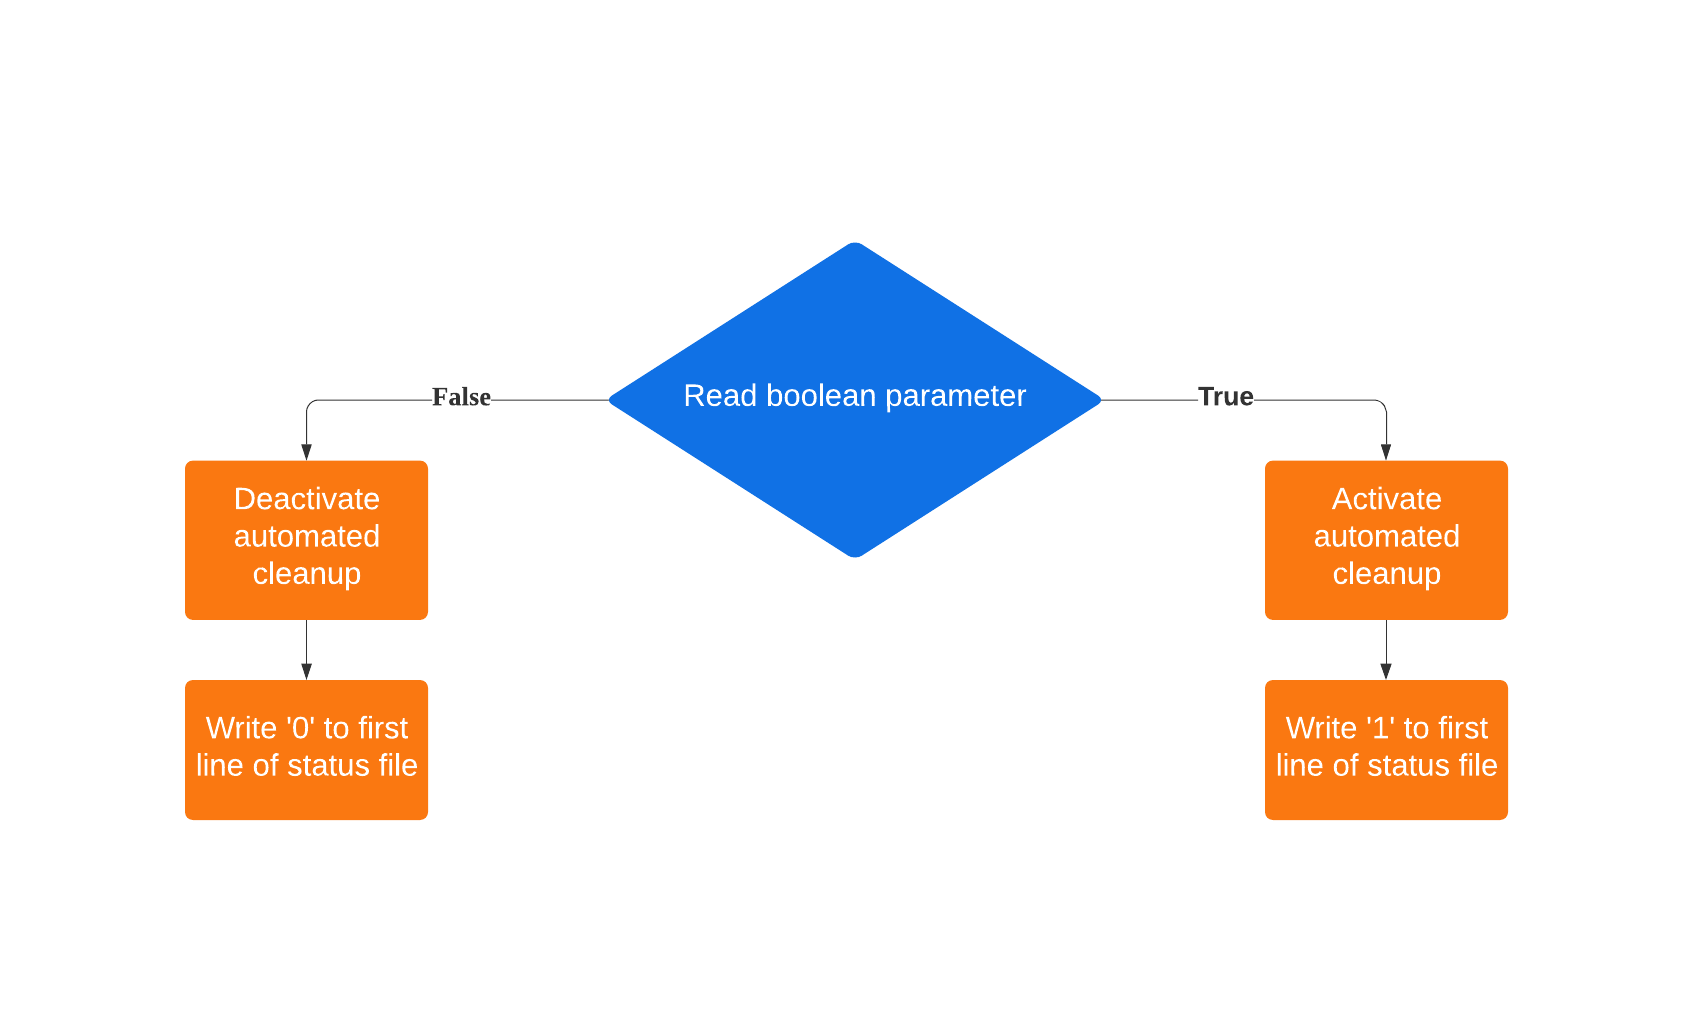 Read boolean parameter
False
True
Deactivate
automated
cleanup
Activate
automated
cleanup
Write '0' to first
line of status file
Write '1' to first
line of status file